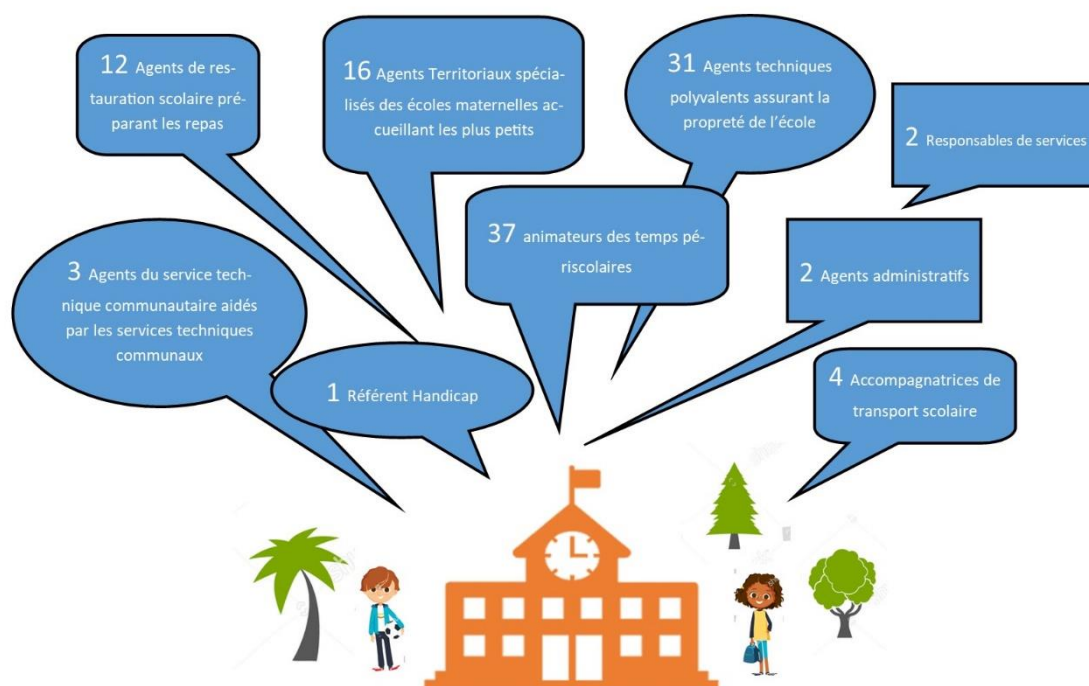 12 Agents de res-
tauration scolaire pré-
parant les repas
16 Agents Territoriaux spécia-
lisés des écoles maternelles ac-
cueillant les plus petits
31 Agents techniques
polyvalents assurant la
propreté de l'école
2 Responsables de services
37 animateurs des temps pé-
riscolaires
3 Agents du service tech-
nique communautaire aidés
par les services techniques
communaux
2 Agents administratifs
1 Référent Handicap
4 Accompagnatrices de
transport scolaire